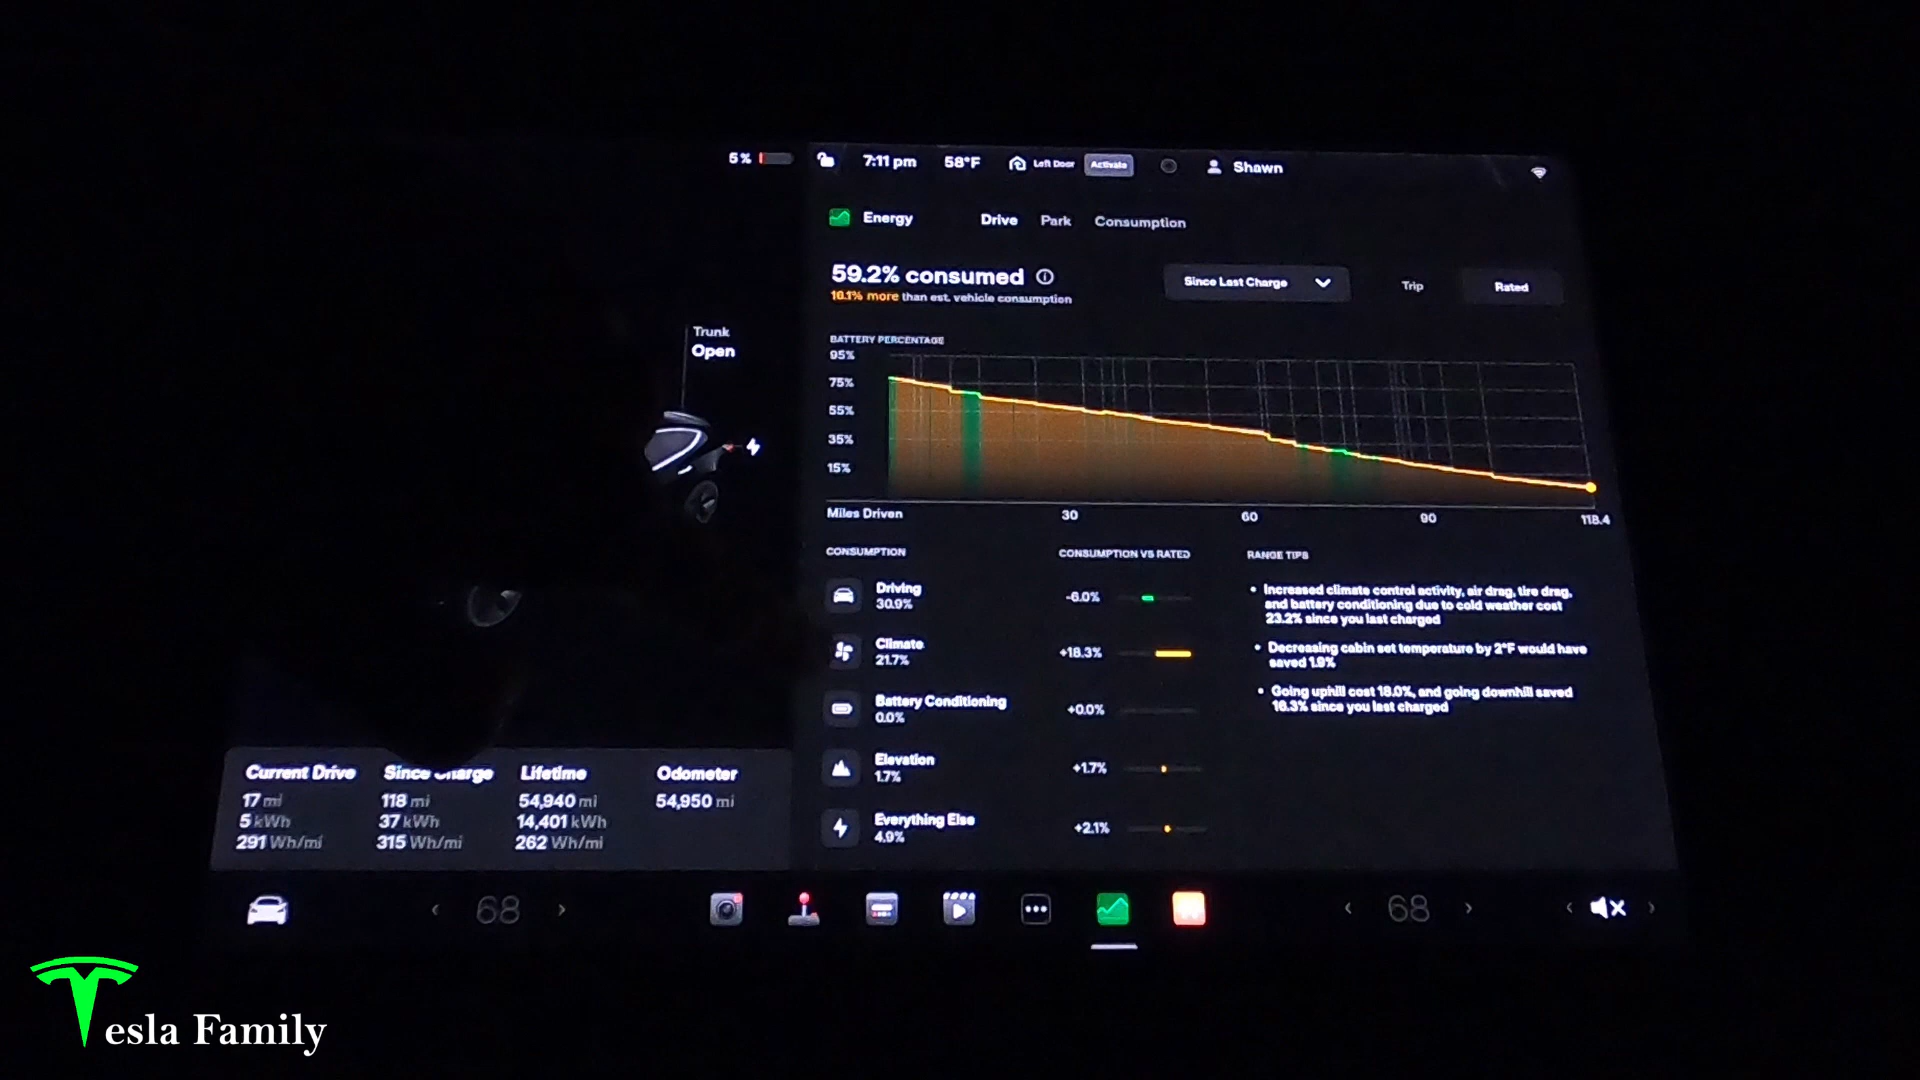 5%
7:11 pm
58°F
Left Door
Activate
Shawn
Energy
Drive
Park
Consumption
59.2% consumed
10.1% more than est. vehicle consumption
Since Last Charge
Trip
Rated
Trunk
Open
BATTERY PERCENTAGE
95%
75%
55%
35%
15%
Miles Driven
30
60
90
118.4
CONSUMPTION
CONSUMPTION VS RATED
RANGE TIPS
Driving
30.9%
-6.0%
Climate
21.7%
+18.3%
Battery Conditioning
0.0%
+0.0%
Elevation
1.7%
+1.7%
Everything Else
4.9%
+2.1%
• Increased climate control activity, air drag, tire drag,
and battery conditioning due to cold weather cost
23.2% since you last charged
• Decreasing cabin set temperature by 2°F would have
saved 1.9%
• Going uphill cost 18.0%, and going downhill saved
16.3% since you last charged
Current Drive
17 mi
5 kWh
291 Wh/mi
Since Charge
118 mi
37 kWh
315 Wh/mi
Lifetime
54,940 mi
14,401 kWh
262 Wh/mi
Odometer
54,950 mi
68
68
Tesla Family